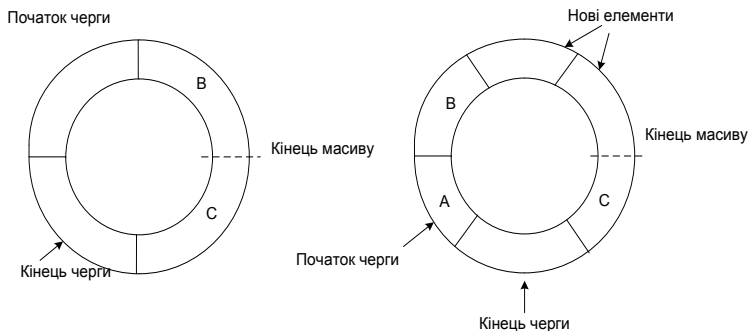 Початок черги
Нові елементи
B
B
Кінець масиву
Кінець масиву
C
A
C
Початок черги
Кінець черги
Кінець черги